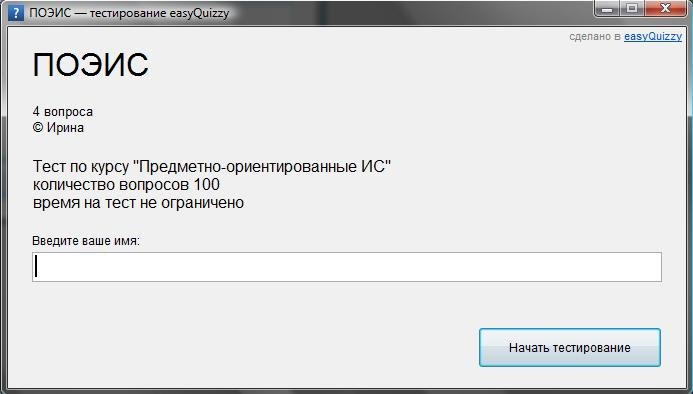 ПОЭИС — тестирование easyQuizzy
сделано в easyQuizzy
ПОЭИС
4 вопроса
© Ирина
Тест по курсу "Предметно-ориентированные ИС"
количество вопросов 100
время на тест не ограничено
Введите ваше имя:
Начать тестирование